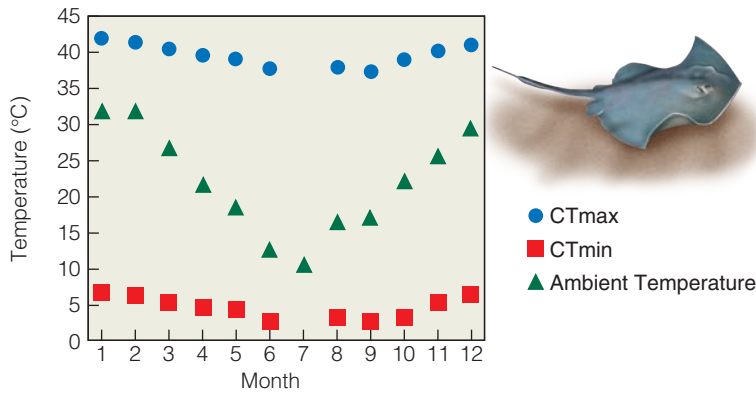 45
40
35
30
25
20
15
10
5
0
Temperature (°C)
1 2 3 4 5 6 7 8 9 10 11 12
Month
CTmax
CTmin
Ambient Temperature